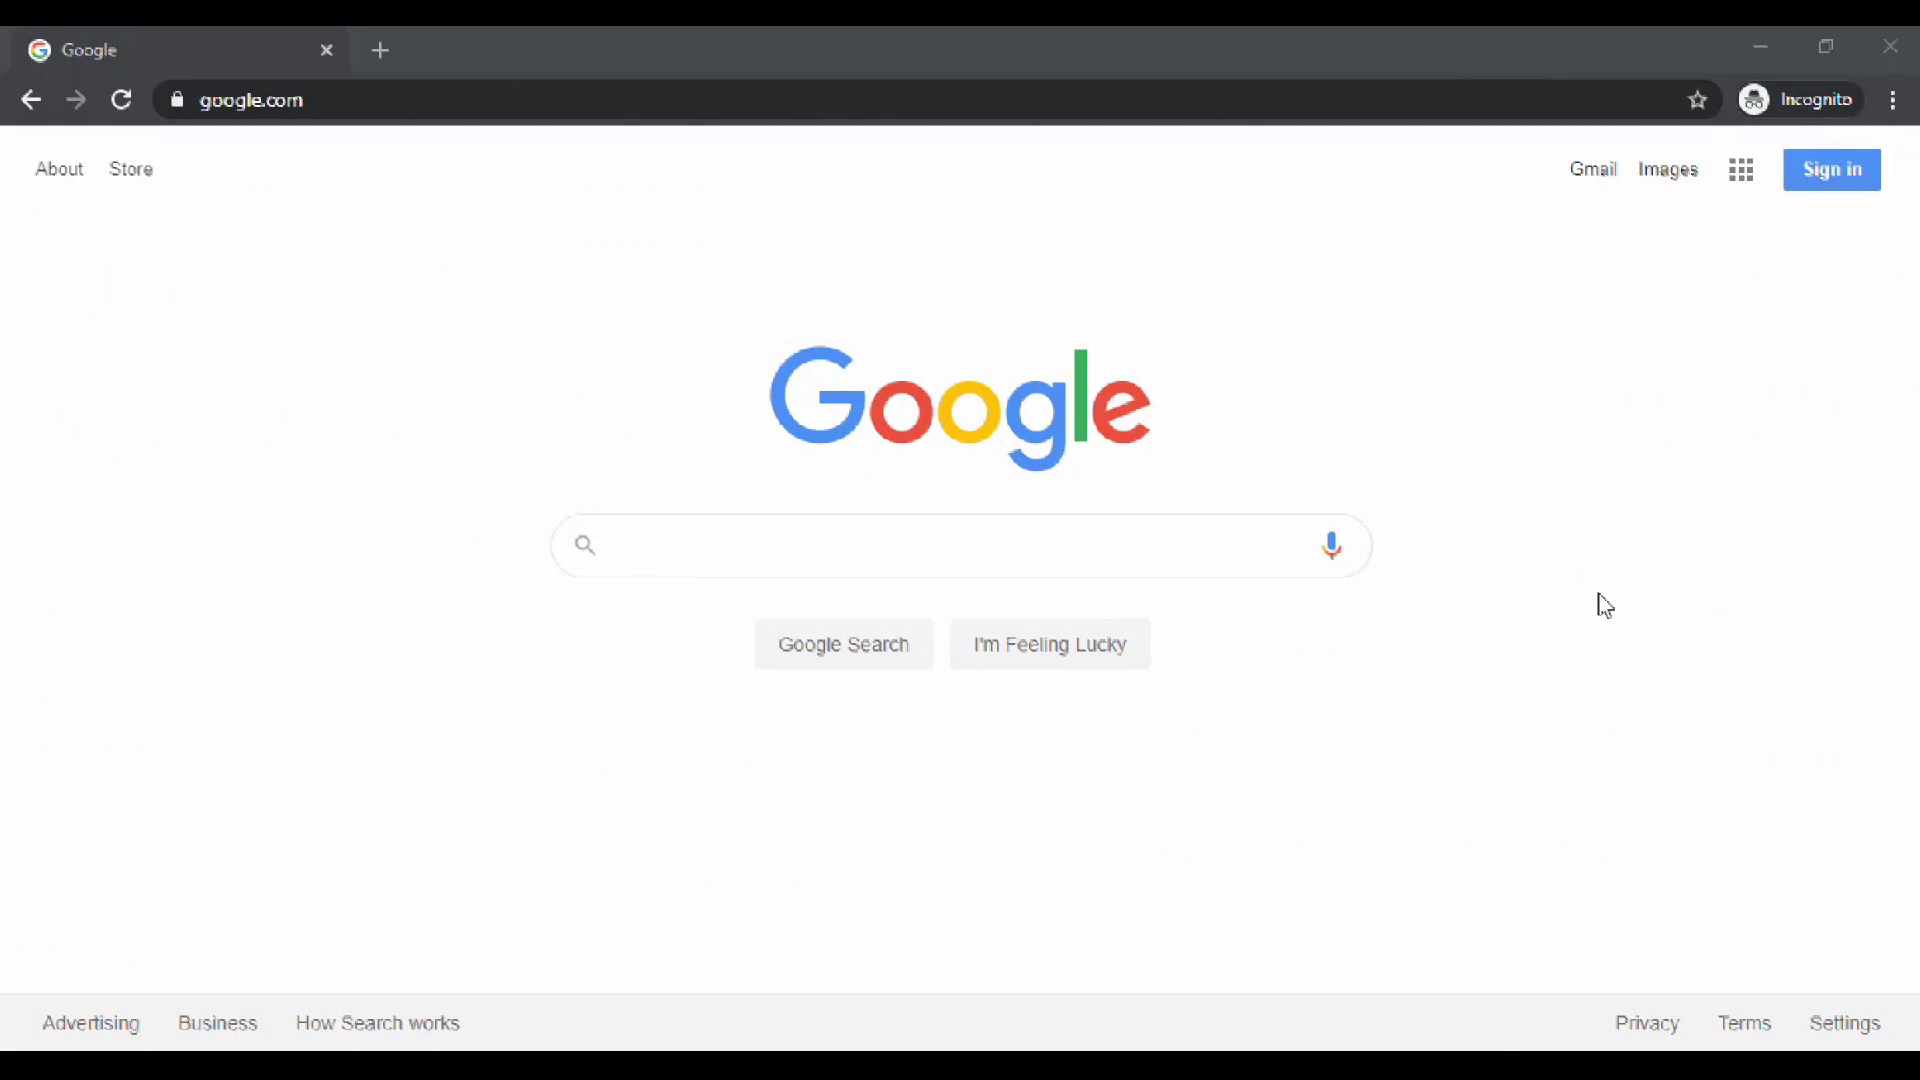 Google
google.com
Incognito
About Store
Gmail Images Sign in
Google
Google Search I'm Feeling Lucky
Advertising Business How Search works
Privacy Terms Settings